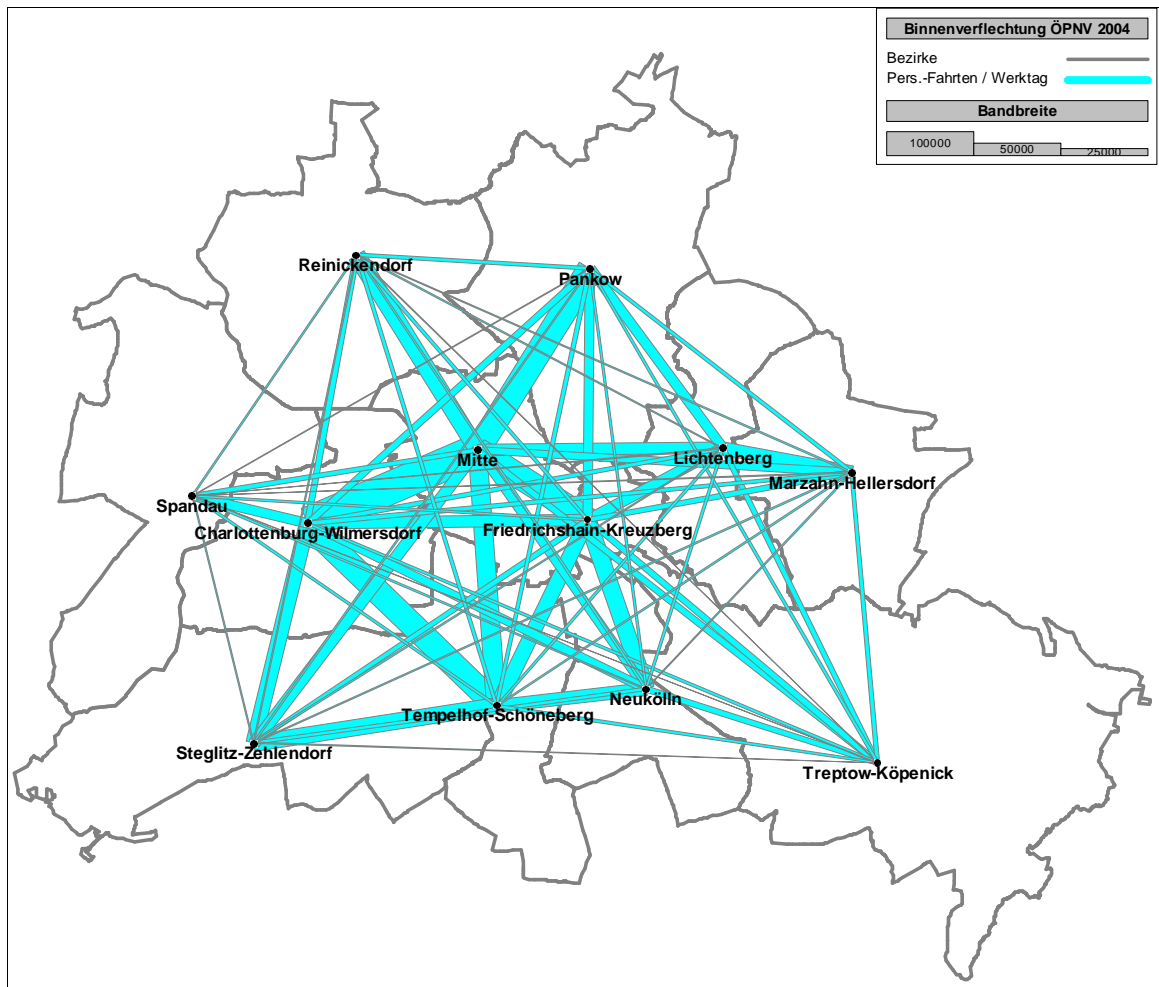 Binnenverflechtung ÖPNV 2004
Bezirke
Pers.-Fahrten / Werktag
Bandbreite
100000
50000
25000
Reinickendorf
Pankow
Mitte
Lichtenberg
Marzahn-Hellersdorf
Spandau
Charlottenburg-Wilmersdorf
Friedrichshain-Kreuzberg
Neukölln
Tempelhof-Schöneberg
Steglitz-Zehlendorf
Treptow-Köpenick